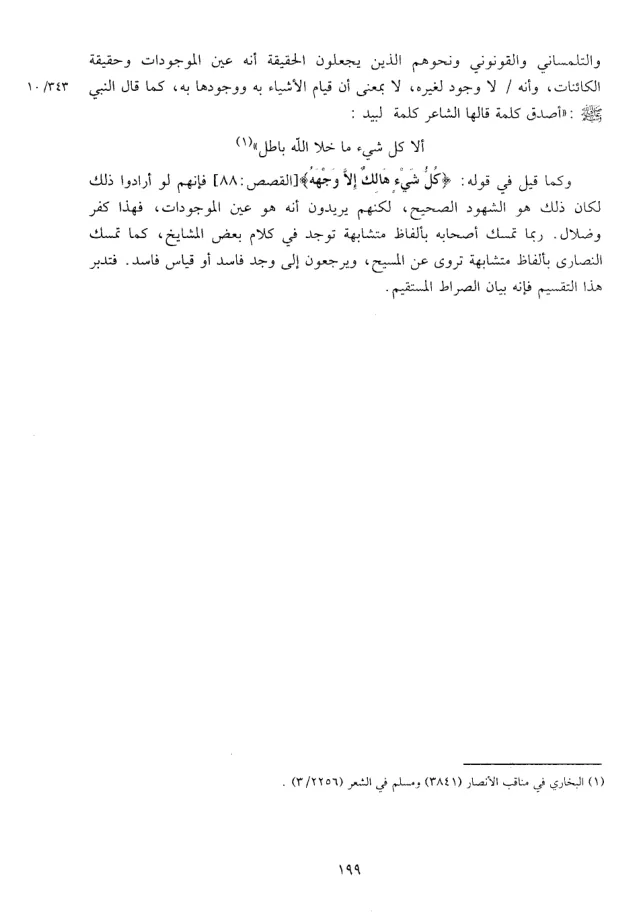 والتلمساني والقونوني ونحوهم الذين يجعلون الحقيقة أنه عين الموجودات وحقيقة
الكائنات، وأنه / لا وجود لغيره، لا بمعنى أن قيام الأشياء به ووجودها به، كما قال النبي ١٠/٣٤٣
ﷺ : «أصدق كلمة قالها الشاعر كلمة لبيد :
ألا كل شيء ما خلا الله باطل»(١)
وكما قيل في قوله: ﴿كُلُّ شَيْءٍ هَالِكٌ إِلاَّ وَجْهَهُ﴾[القصص:٨٨] فإنهم لو أرادوا ذلك
لكان ذلك هو الشهود الصحيح، لكنهم يريدون أنه هو عين الموجودات، فهذا كفر
وضلال. ربما تمسك أصحابه بألفاظ متشابهة توجد في كلام بعض المشايخ، كما تمسك
النصارى بألفاظ متشابهة تروى عن المسيح، ويرجعون إلى وجد فاسد أو قياس فاسد. فتدبر
هذا التقسيم فإنه بيان الصراط المستقيم.
(١) البخاري في مناقب الأنصار (٣٨٤١) ومسلم في الشعر (٣/٢٢٥٦) .
١٩٩